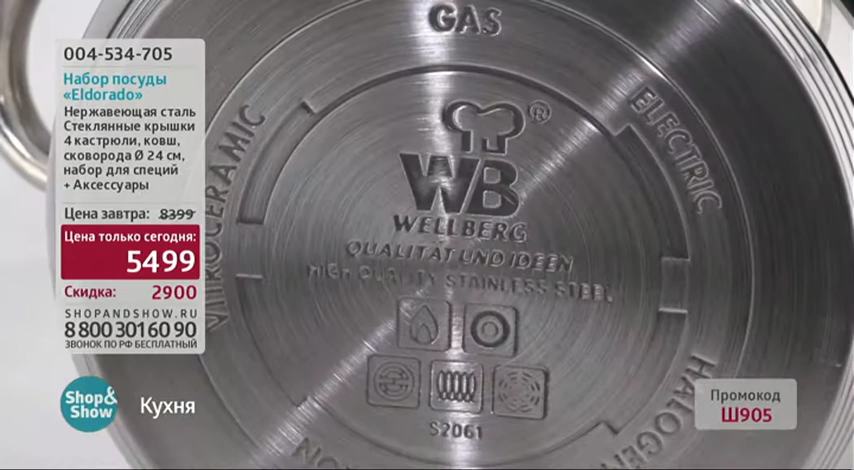 004-534-705
Набор посуды
«Eldorado»
Нержавеющая сталь
Стеклянные крышки
4 кастрюли, ковш,
сковорода Ø 24 см,
набор для специй
+ Аксессуары
Цена завтра: 8399
Цена только сегодня:
5499
Скидка: 2900
SHOPANDSHOW.RU
8 800 301 60 90
ЗВОНОК ПО РФ БЕСПЛАТНЫЙ
Shop&
Show
Кухня
GAS
ELECTRIC
VITROCERAMIC
WB
®
WELLBERG
QUALITAT UND IDEEN
HIGH QUALITY STAINLESS STEEL
S2061
Промокод
Ш905